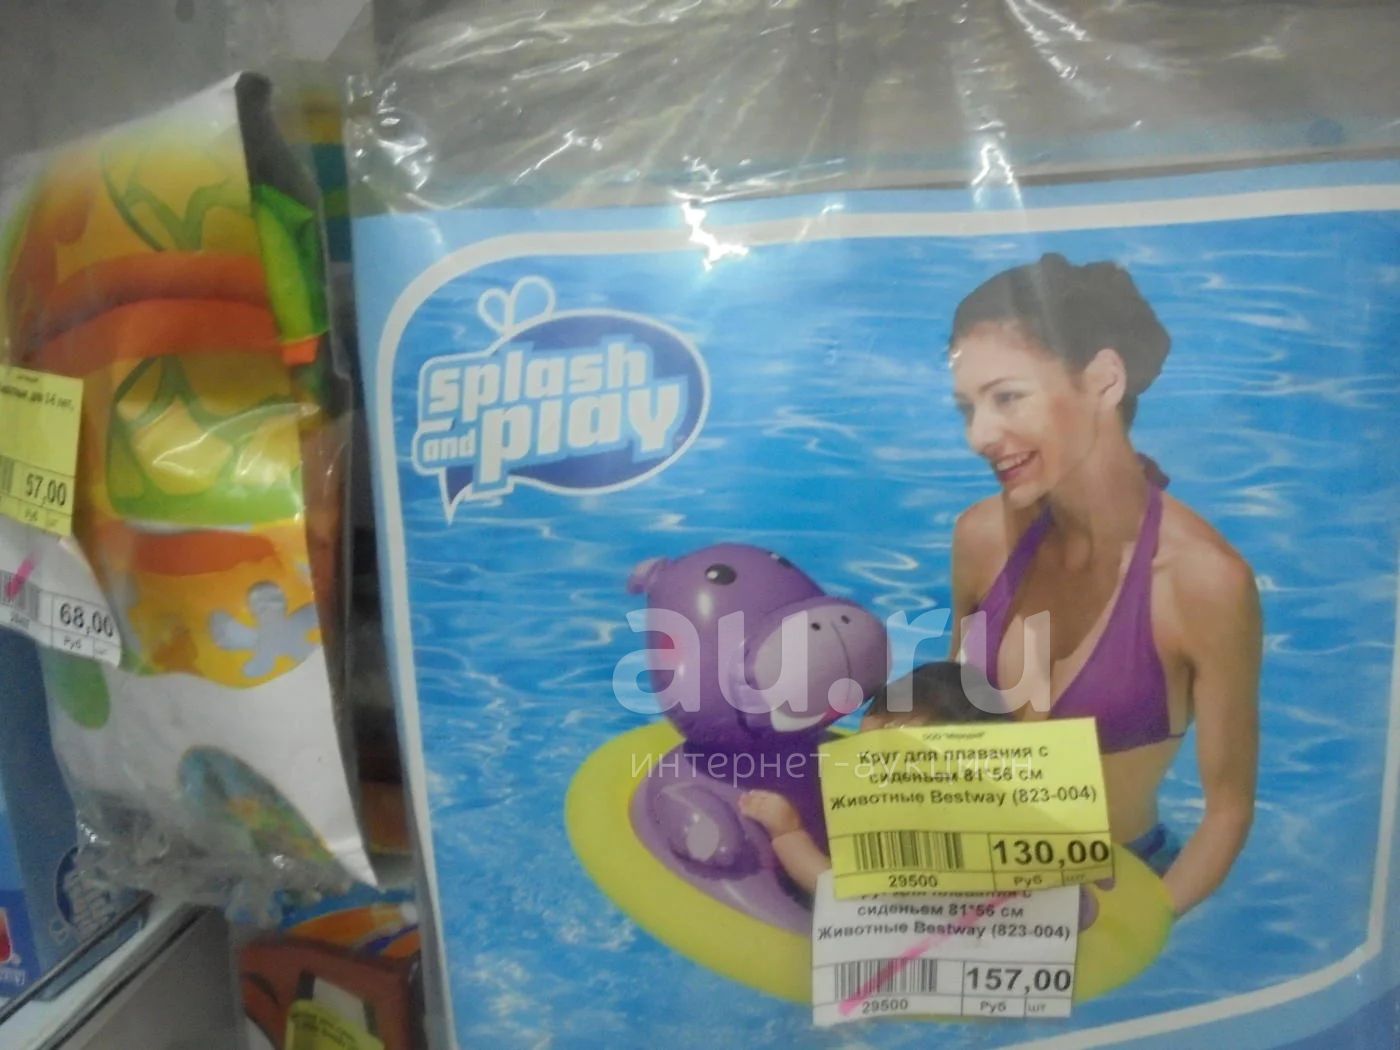 splash
and play
au.ru
интернет-аукцион
57,00
Руб шт
68,00
Руб шт
Круг для плавания с
сиденьем 81*56 см
Животные Bestway (823-004)
130,00
29500 Руб шт
сиденьем 81*56 см
Животные Bestway (823-004)
157,00
29500 Руб шт